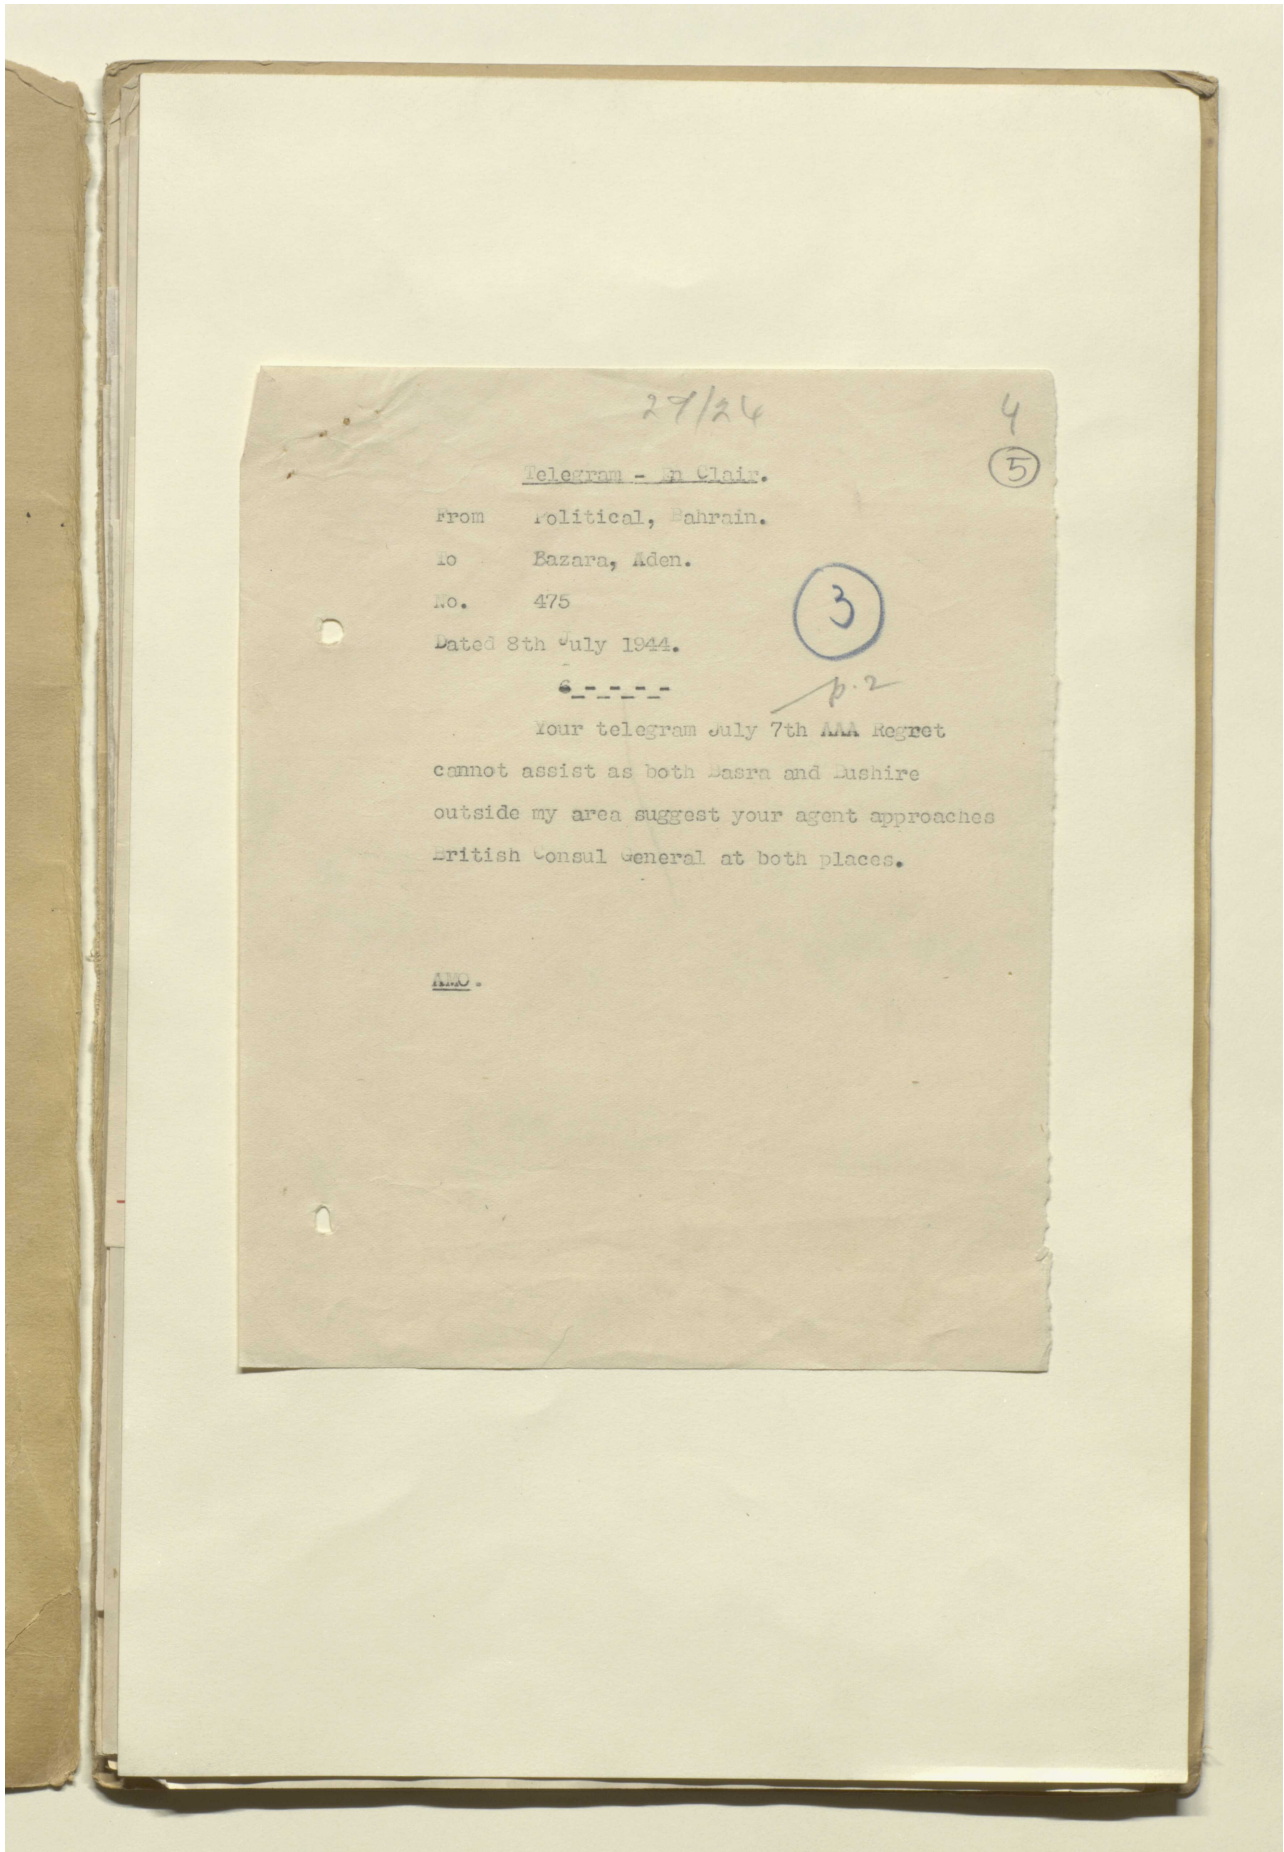 29/24
4
5
Telegram - En Clair.
From Political, Bahrain.
To Bazara, Aden.
No. 475
3
Dated 8th July 1944.
6_-_-_-_-
p.2
Your telegram July 7th AAA Regret
cannot assist as both Basra and Bushire
outside my area suggest your agent approaches
British Consul General at both places.
AMO.